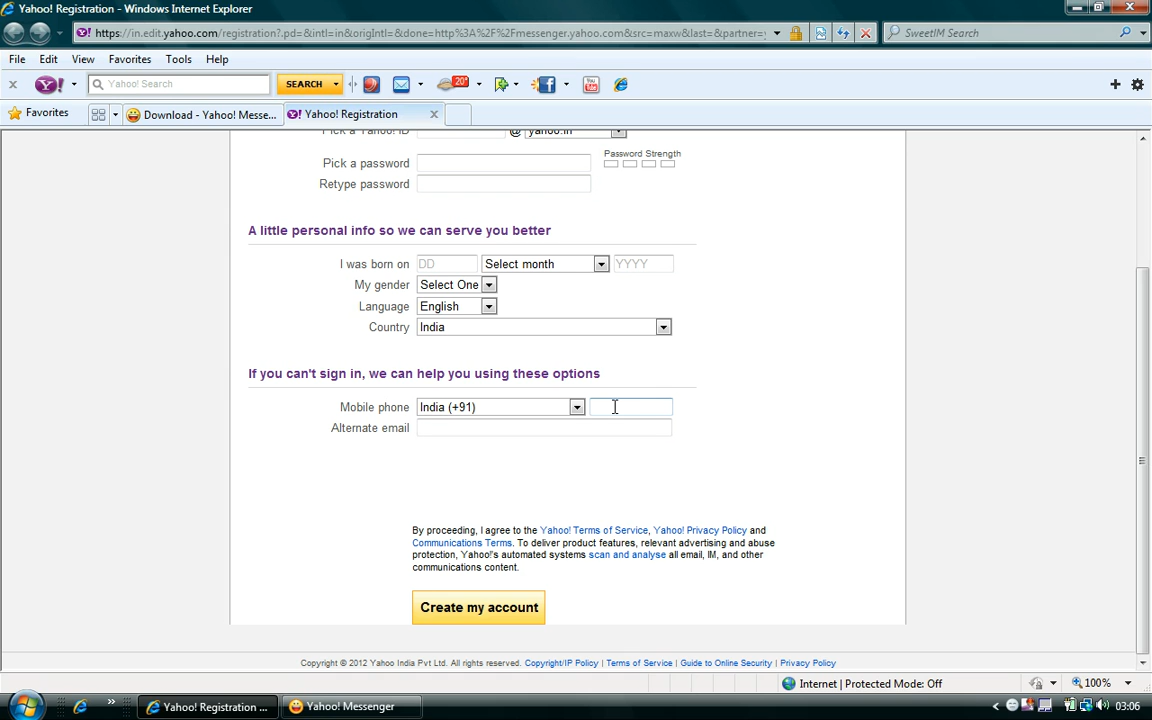 Yahoo! Registration - Windows Internet Explorer
https://in.edit.yahoo.com/registration?.pd=&intl=in&origIntl=&done=http%3A%2F%2Fmessenger.yahoo.com&src=maxw&last=&partner=y
SweetIM Search
File Edit View Favorites Tools Help
Yahoo! Search
SEARCH
20°
Favorites
Download - Yahoo! Messe...
Yahoo! Registration
Pick a Yahoo! ID @ yahoo.in
Password Strength
Pick a password
Retype password
A little personal info so we can serve you better
I was born on DD Select month YYYY
My gender Select One
Language English
Country India
If you can't sign in, we can help you using these options
Mobile phone India (+91)
Alternate email
By proceeding, I agree to the Yahoo! Terms of Service, Yahoo! Privacy Policy and
Communications Terms. To deliver product features, relevant advertising and abuse
protection, Yahoo!'s automated systems scan and analyse all email, IM, and other
communications content.
Create my account
Copyright © 2012 Yahoo India Pvt Ltd. All rights reserved. Copyright/IP Policy | Terms of Service | Guide to Online Security | Privacy Policy
Internet | Protected Mode: Off
100%
Yahoo! Registration ...
Yahoo! Messenger
03:06